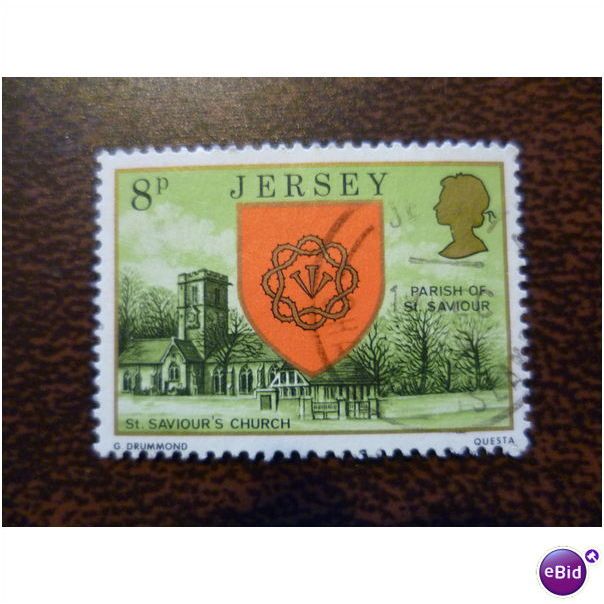 8P JERSEY
PARISH OF
St. SAVIOUR
St. SAVIOUR'S CHURCH
G. DRUMMOND
QUESTA
eBid